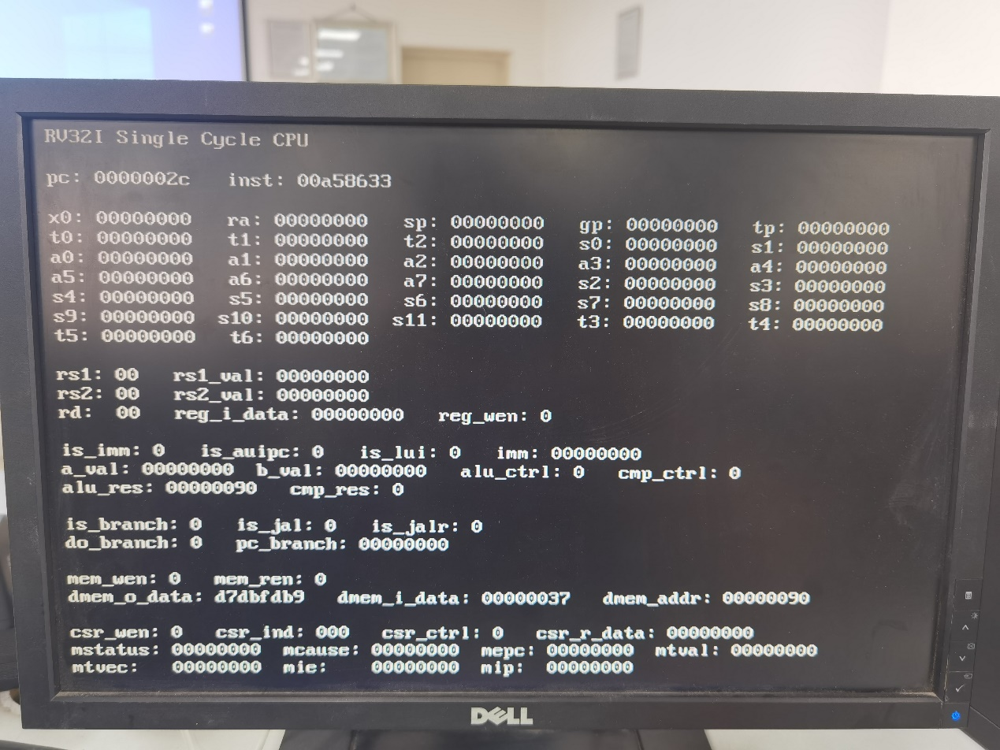 RV32I Single Cycle CPU
pc: 0000002c inst: 00a58633
x0: 00000000 ra: 00000000 sp: 00000000 gp: 00000000 tp: 00000000
t0: 00000000 t1: 00000000 t2: 00000000 s0: 00000000 s1: 00000000
a0: 00000000 a1: 00000000 a2: 00000000 a3: 00000000 a4: 00000000
a5: 00000000 a6: 00000000 a7: 00000000 s2: 00000000 s3: 00000000
s4: 00000000 s5: 00000000 s6: 00000000 s7: 00000000 s8: 00000000
s9: 00000000 s10: 00000000 s11: 00000000 t3: 00000000 t4: 00000000
t5: 00000000 t6: 00000000
rs1: 00 rs1_val: 00000000
rs2: 00 rs2_val: 00000000
rd: 00 reg_i_data: 00000000 reg_wen: 0
is_imm: 0 is_auipc: 0 is_lui: 0 imm: 00000000
a_val: 00000000 b_val: 00000000 alu_ctrl: 0 cmp_ctrl: 0
alu_res: 00000090 cmp_res: 0
is_branch: 0 is_jal: 0 is_jalr: 0
do_branch: 0 pc_branch: 00000000
mem_wen: 0 mem_ren: 0
dmem_o_data: d7dbfdb9 dmem_i_data: 00000037 dmem_addr: 00000090
csr_wen: 0 csr_ind: 000 csr_ctrl: 0 csr_r_data: 00000000
mstatus: 00000000 mcause: 00000000 mepc: 00000000 mtval: 00000000
mtvec: 00000000 mie: 00000000 mip: 00000000
DELL